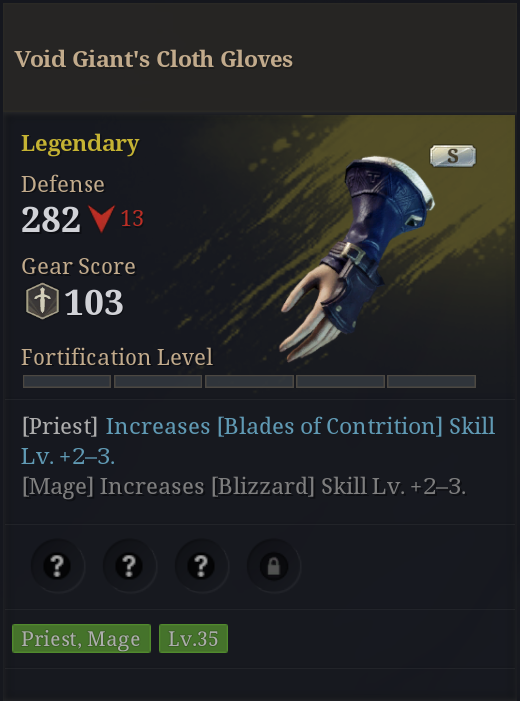 Void Giant's Cloth Gloves
Legendary
S
Defense
282 13
Gear Score
103
Fortification Level
[Priest] Increases [Blades of Contrition] Skill
Lv. +2–3.
[Mage] Increases [Blizzard] Skill Lv. +2–3.
? ? ?
Priest, Mage Lv.35